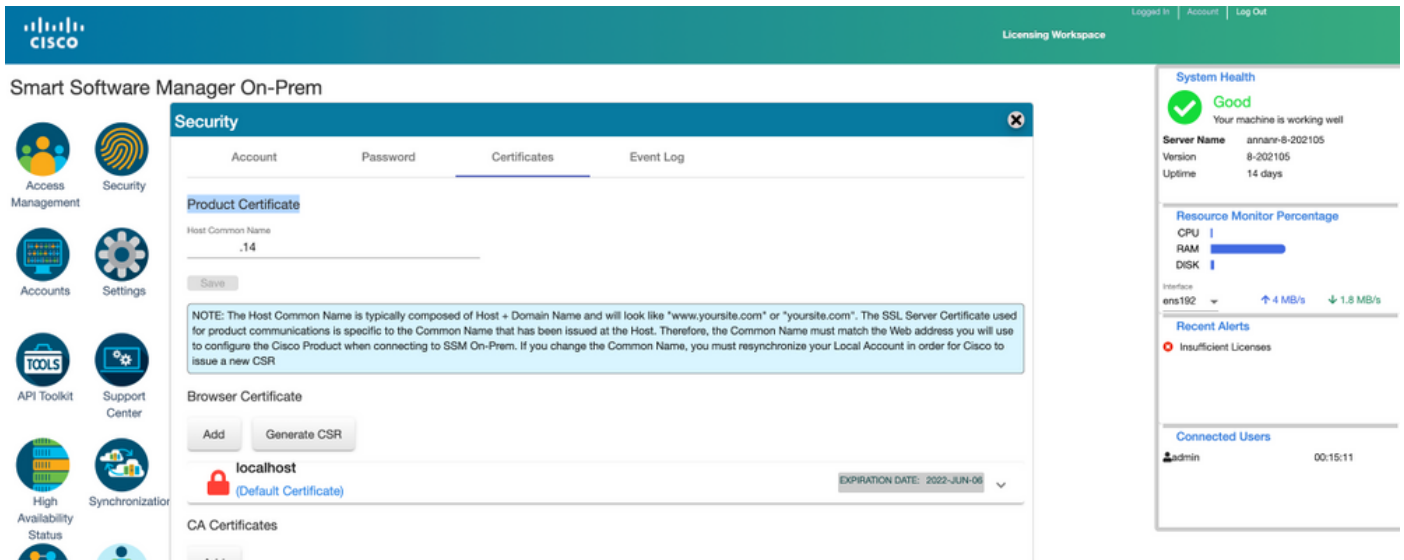 Logged In Account Log Out
CISCO
Licensing Workspace
Smart Software Manager On-Prem
Access
Management
Security
Accounts
Settings
TOOLS
API Toolkit
Support
Center
High
Availability
Status
Synchronization
Security
Account Password Certificates Event Log
Product Certificate
Host Common Name
.14
Save
NOTE: The Host Common Name is typically composed of Host + Domain Name and will look like "www.yoursite.com" or "yoursite.com". The SSL Server Certificate used
for product communications is specific to the Common Name that has been issued at the Host. Therefore, the Common Name must match the Web address you will use
to configure the Cisco Product when connecting to SSM On-Prem. If you change the Common Name, you must resynchronize your Local Account in order for Cisco to
issue a new CSR
Browser Certificate
Add Generate CSR
localhost
(Default Certificate)
EXPIRATION DATE: 2022-JUN-06
CA Certificates
System Health
Good
Your machine is working well
Server Name annanr-8-202105
Version 8-202105
Uptime 14 days
Resource Monitor Percentage
CPU
RAM
DISK
Interface
ens192 4 MB/s 1.8 MB/s
Recent Alerts
Insufficient Licenses
Connected Users
admin 00:15:11